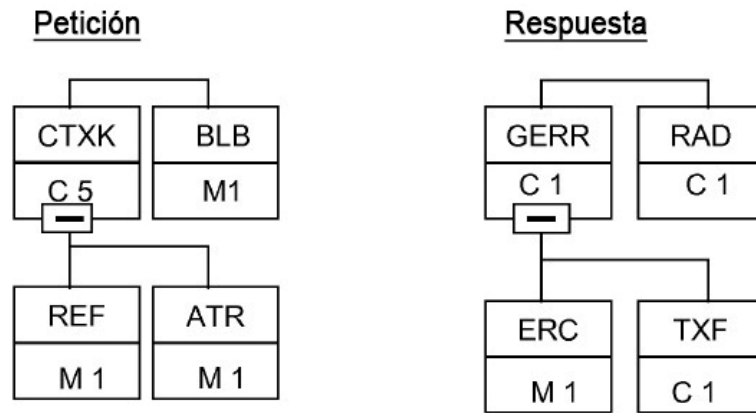 Petición
Respuesta
CTXK
BLB
GERR
RAD
C 5
M1
C 1
C 1
REF
ATR
ERC
TXF
M 1
M 1
M 1
C 1